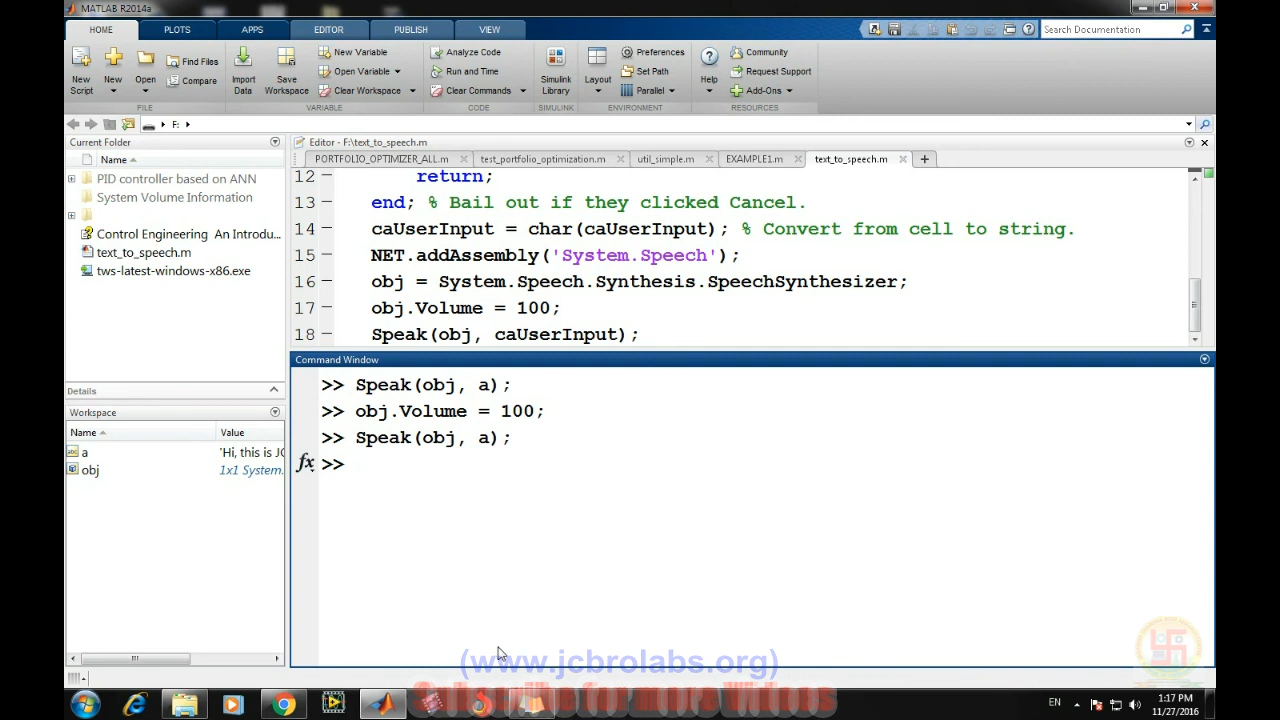 MATLAB R2014a
HOME PLOTS APPS EDITOR PUBLISH VIEW Search Documentation
New Script New Open Find Files Compare Import Data Save Workspace New Variable Open Variable Clear Workspace Analyze Code Run and Time Clear Commands Simulink Library Layout Preferences Set Path Parallel Help Community Request Support Add-Ons
FILE VARIABLE CODE SIMULINK ENVIRONMENT RESOURCES
F:
Current Folder
Name
PID controller based on ANN
System Volume Information
Control Engineering An Introdu...
text_to_speech.m
tws-latest-windows-x86.exe
Details
Workspace
Name Value
a 'Hi, this is JC
obj 1x1 System.
Editor - F:\text_to_speech.m
PORTFOLIO_OPTIMIZER_ALL.m test_portfolio_optimization.m util_simple.m EXAMPLE1.m text_to_speech.m
12 return;
13 end; % Bail out if they clicked Cancel.
14 caUserInput = char(caUserInput); % Convert from cell to string.
15 NET.addAssembly('System.Speech');
16 obj = System.Speech.Synthesis.SpeechSynthesizer;
17 obj.Volume = 100;
18 Speak(obj, caUserInput);
Command Window
>> Speak(obj, a);
>> obj.Volume = 100;
>> Speak(obj, a);
fx >>
(www.jcbrolabs.org)
Subscribe for more Videos
EN 1:17 PM
11/27/2016